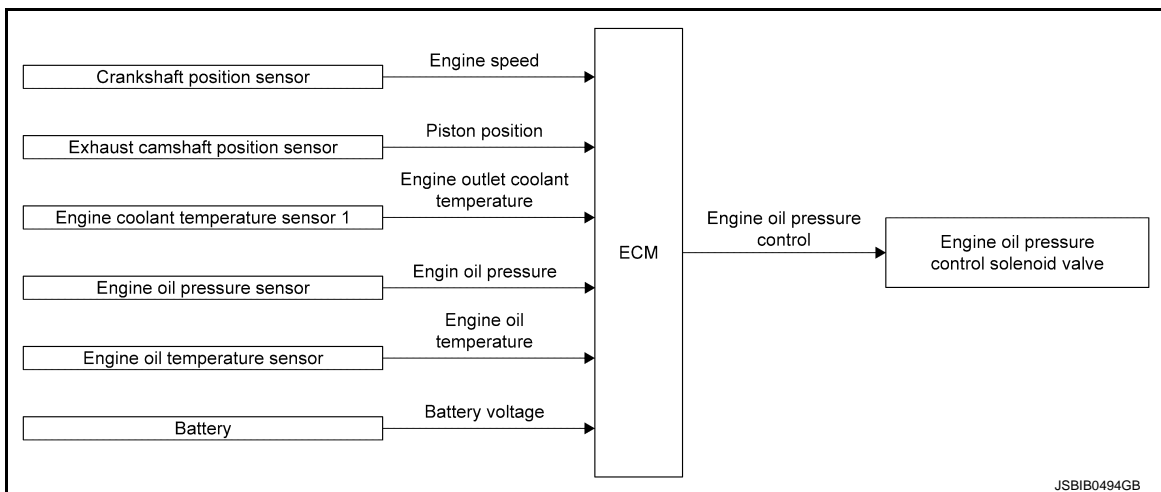 Crankshaft position sensor
Engine speed
Exhaust camshaft position sensor
Piston position
Engine coolant temperature sensor 1
Engine outlet coolant
temperature
Engine oil pressure sensor
Engin oil pressure
Engine oil temperature sensor
Engine oil
temperature
Battery
Battery voltage
ECM
Engine oil pressure
control
Engine oil pressure
control solenoid valve
JSBIB0494GB